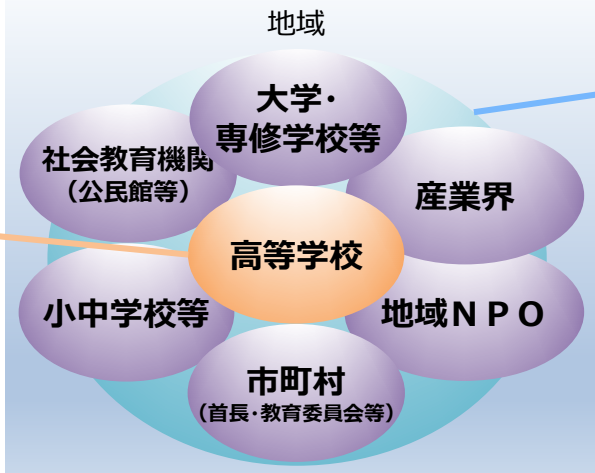 地域
大学･
専修学校等
社会教育機関
（公民館等）
産業界
高等学校
小中学校等
地域ＮＰＯ
市町村
（首長･教育委員会等）